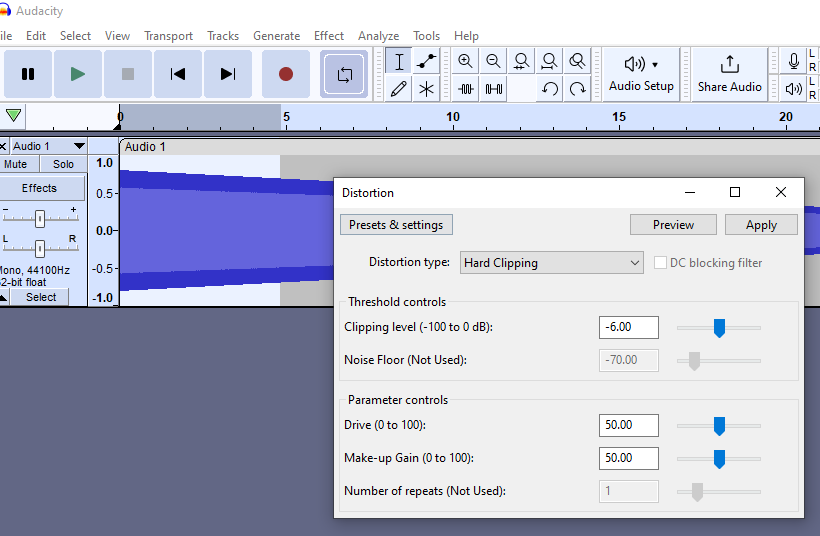 Audacity
ile Edit Select View Transport Tracks Generate Effect Analyze Tools Help
Audio Setup
Share Audio
L
R
L
R
0 5 10 15 20
Audio 1
Audio 1
Mute Solo
Effects
- +
L R
Mono, 44100Hz
32-bit float
Select
1.0
0.5
0.0
-0.5
-1.0
Distortion
Presets & settings Preview Apply
Distortion type: Hard Clipping DC blocking filter
Threshold controls
Clipping level (-100 to 0 dB): -6.00
Noise Floor (Not Used): -70.00
Parameter controls
Drive (0 to 100): 50.00
Make-up Gain (0 to 100): 50.00
Number of repeats (Not Used): 1